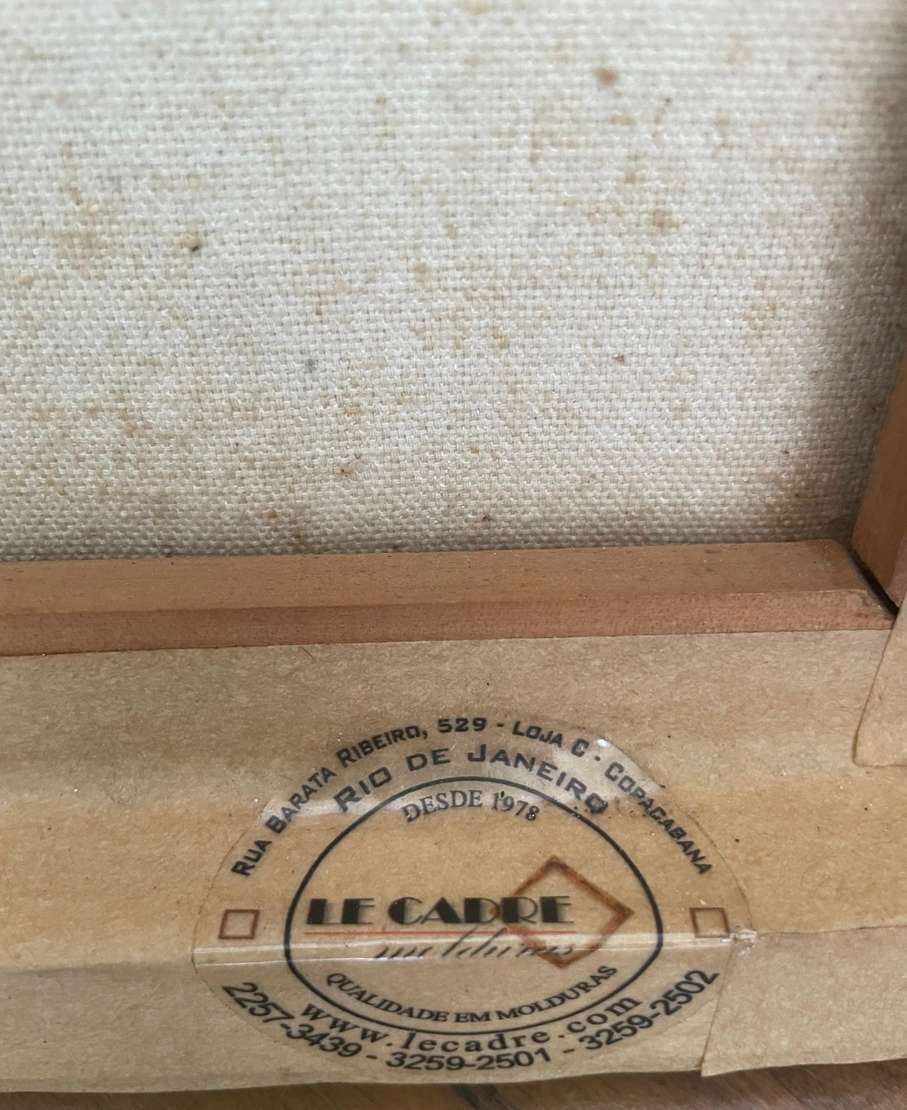 RUA BARATA RIBEIRO, 529 - LOJA C - COPACABANA
RIO DE JANEIRO
DESDE 1978
LE CADRE
molduras
QUALIDADE EM MOLDURAS
www.lecadre.com
2257-3439 - 3259-2501 - 3259-2502